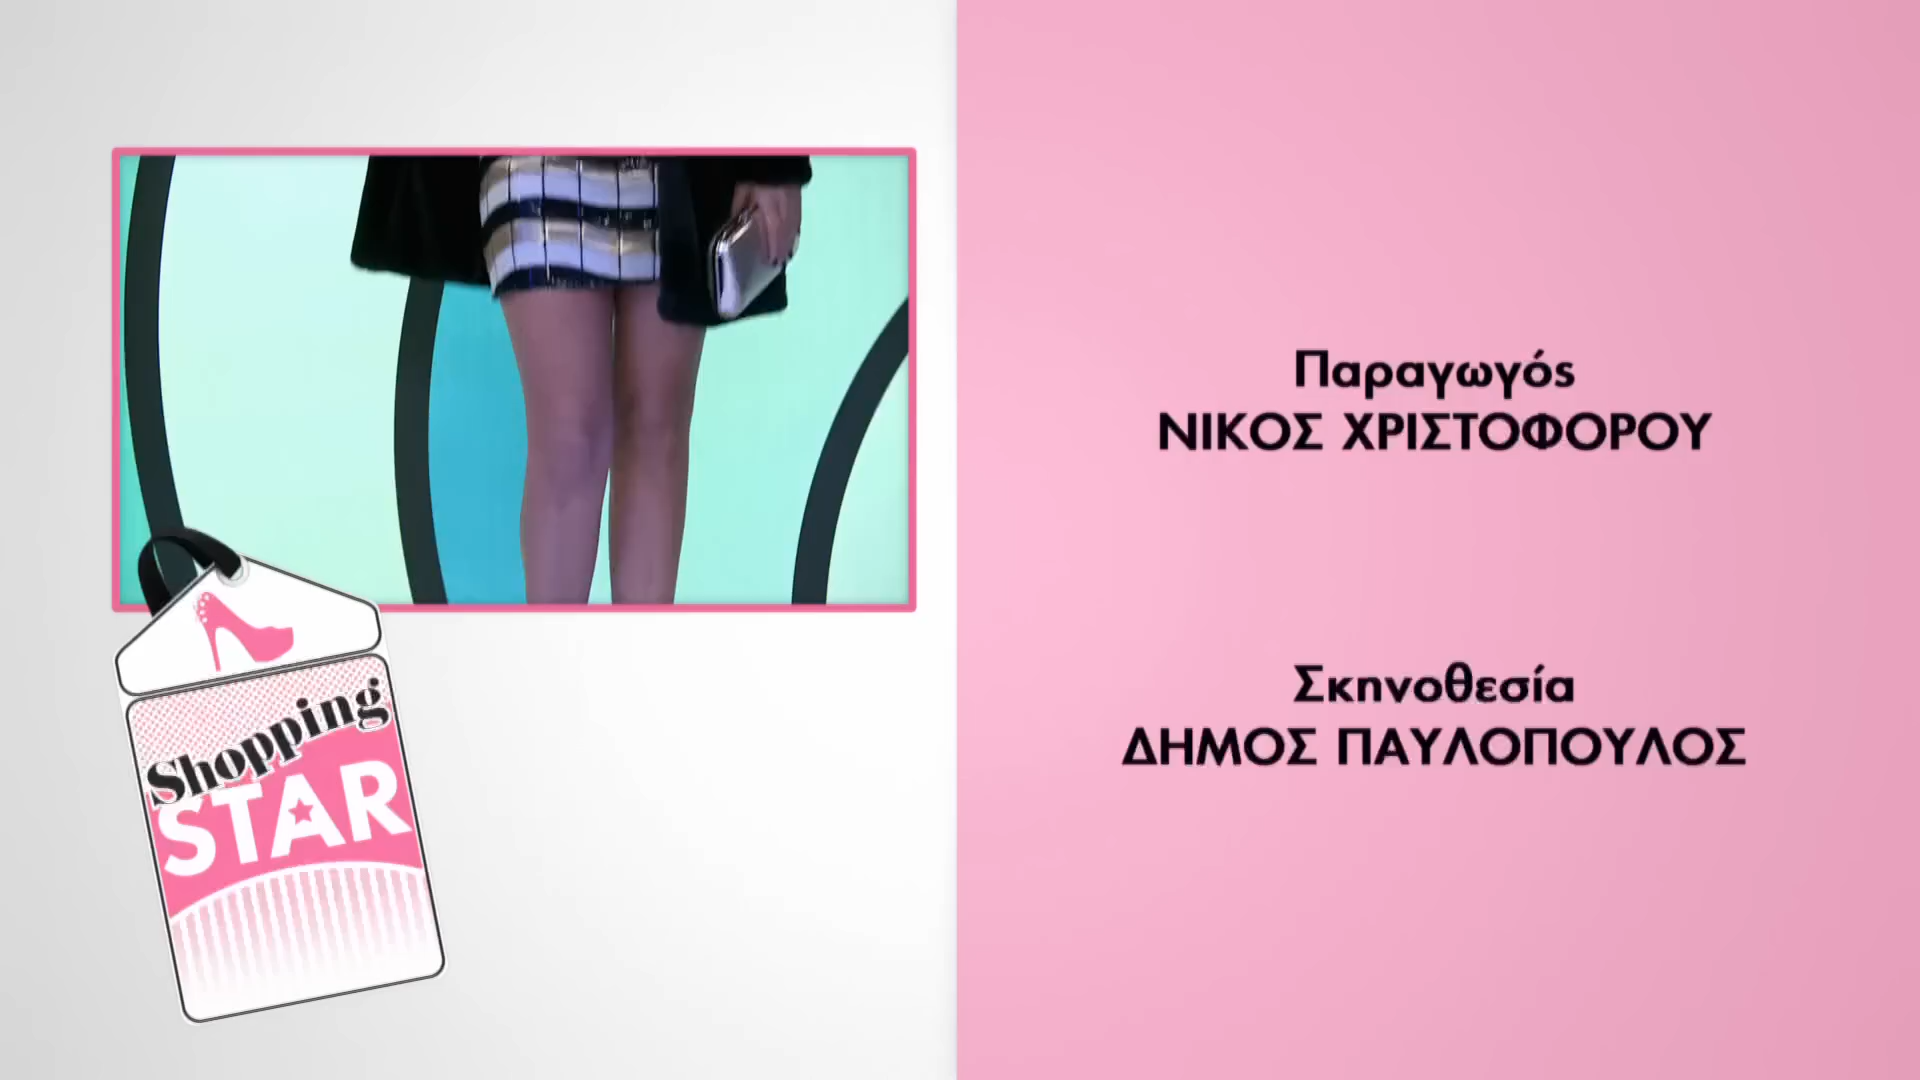 Shopping
STAR
Παραγωγός
ΝΙΚΟΣ ΧΡΙΣΤΟΦΟΡΟΥ
Σκηνοθεσία
ΔΗΜΟΣ ΠΑΥΛΟΠΟΥΛΟΣ